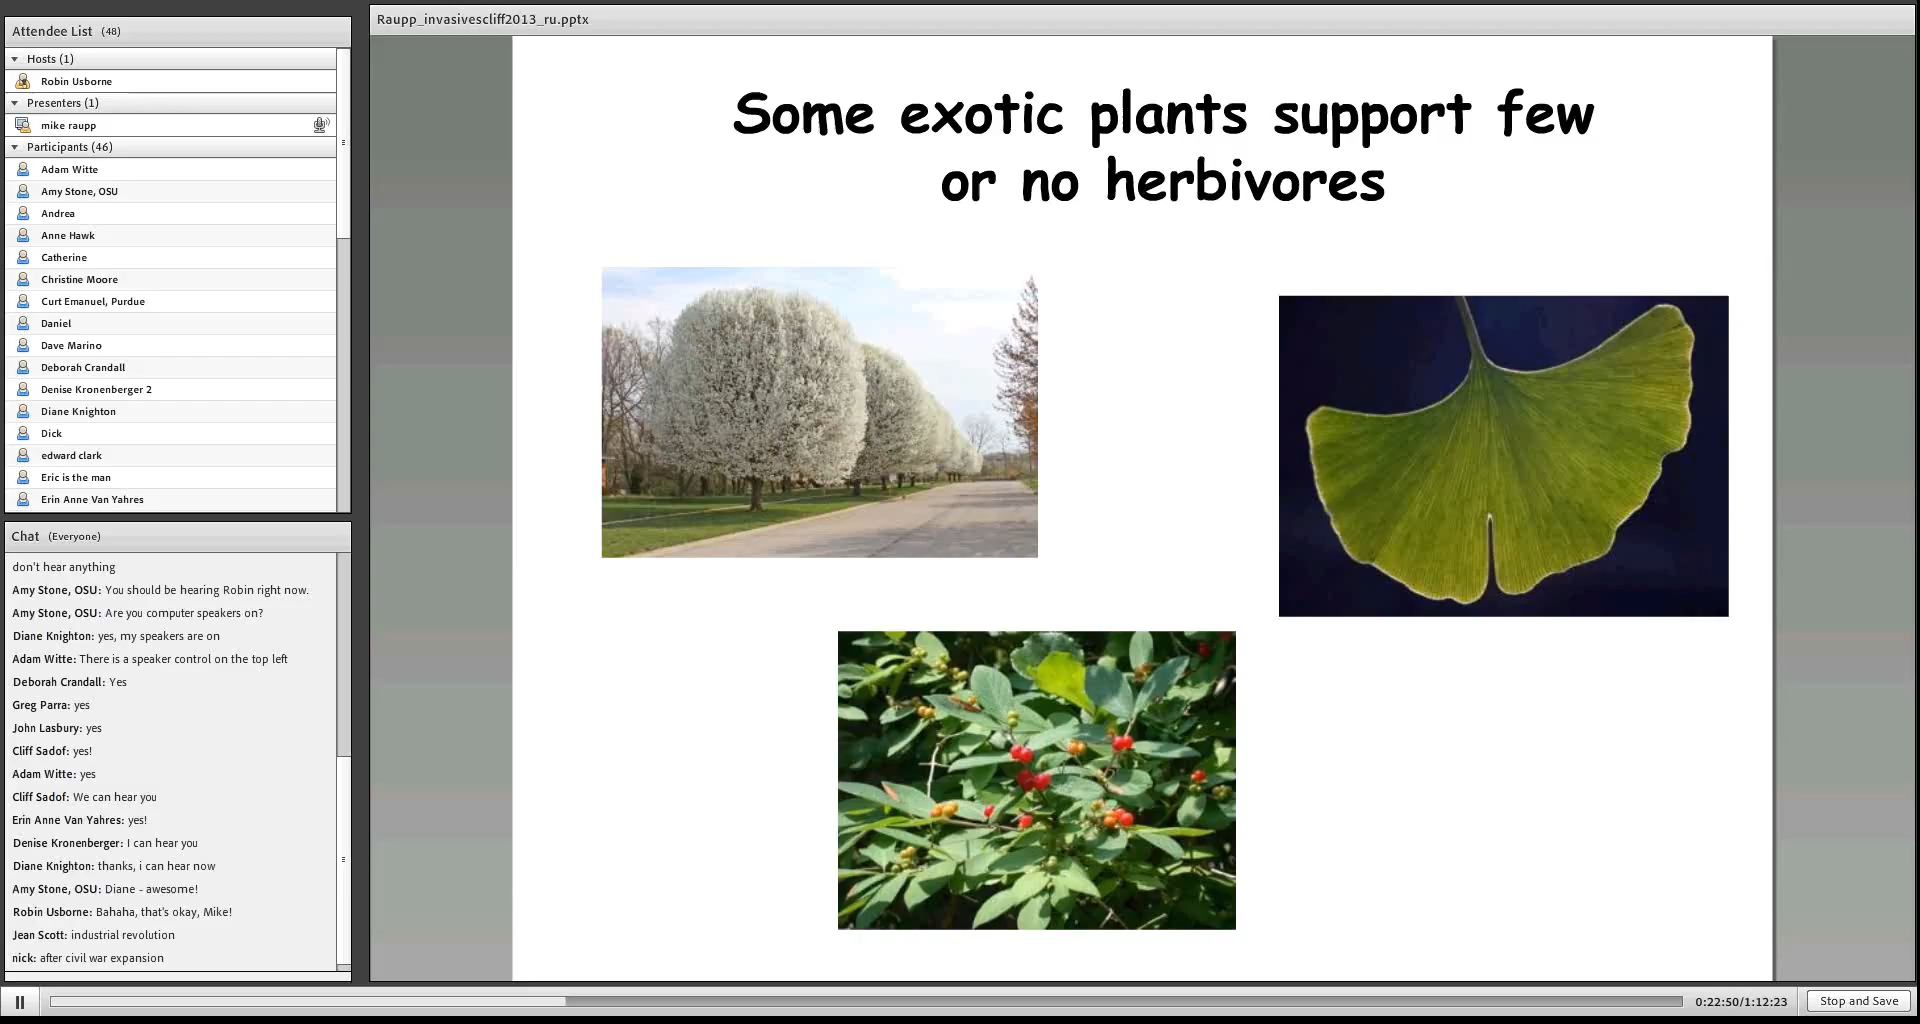 Attendee List (48)
Hosts (1)
Robin Usborne
Presenters (1)
mike raupp
Participants (46)
Adam Witte
Amy Stone, OSU
Andrea
Anne Hawk
Catherine
Christine Moore
Curt Emanuel, Purdue
Daniel
Dave Marino
Deborah Crandall
Denise Kronenberger 2
Diane Knighton
Dick
edward clark
Eric is the man
Erin Anne Van Yahres
Chat (Everyone)
don't hear anything
Amy Stone, OSU: You should be hearing Robin right now.
Amy Stone, OSU: Are you computer speakers on?
Diane Knighton: yes, my speakers are on
Adam Witte: There is a speaker control on the top left
Deborah Crandall: Yes
Greg Parra: yes
John Lasbury: yes
Cliff Sadof: yes!
Adam Witte: yes
Cliff Sadof: We can hear you
Erin Anne Van Yahres: yes!
Denise Kronenberger: I can hear you
Diane Knighton: thanks, i can hear now
Amy Stone, OSU: Diane - awesome!
Robin Usborne: Bahaha, that's okay, Mike!
Jean Scott: industrial revolution
nick: after civil war expansion
Raupp_invasivescliff2013_ru.pptx
Some exotic plants support few
or no herbivores
0:22:50/1:12:23
Stop and Save